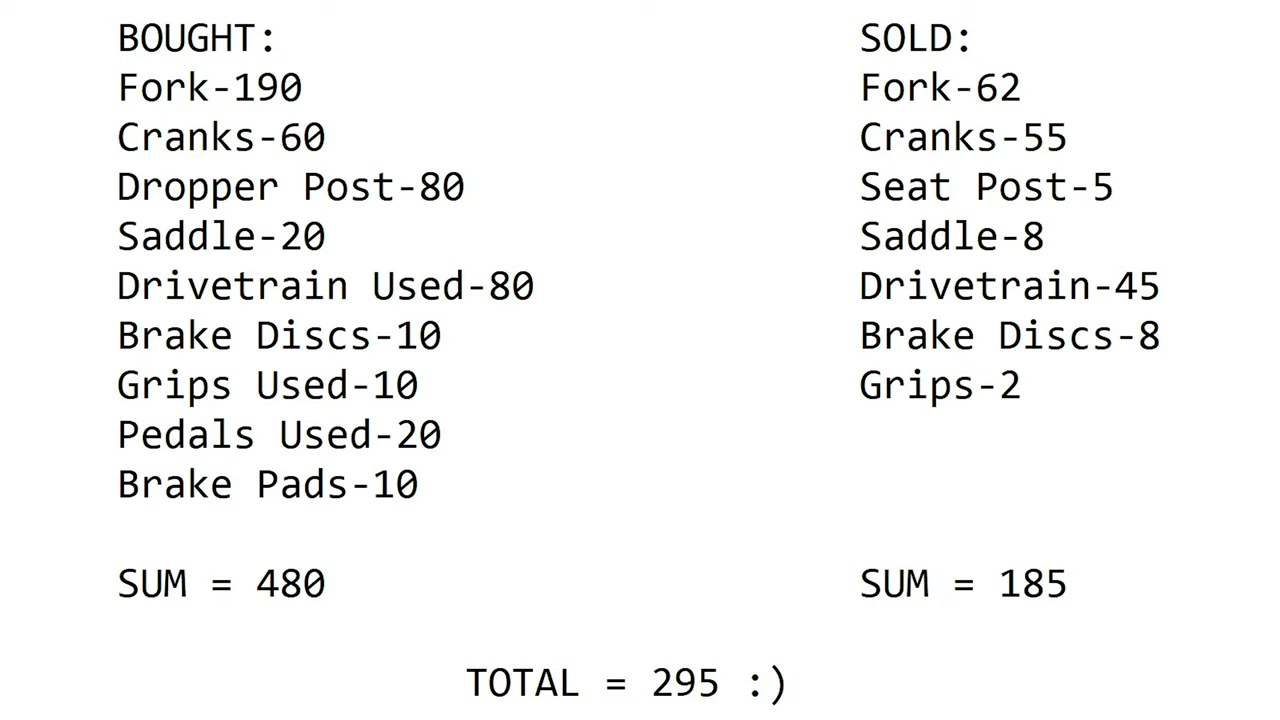 BOUGHT:
Fork-190
Cranks-60
Dropper Post-80
Saddle-20
Drivetrain Used-80
Brake Discs-10
Grips Used-10
Pedals Used-20
Brake Pads-10
SUM = 480
SOLD:
Fork-62
Cranks-55
Seat Post-5
Saddle-8
Drivetrain-45
Brake Discs-8
Grips-2
SUM = 185
TOTAL = 295 :)